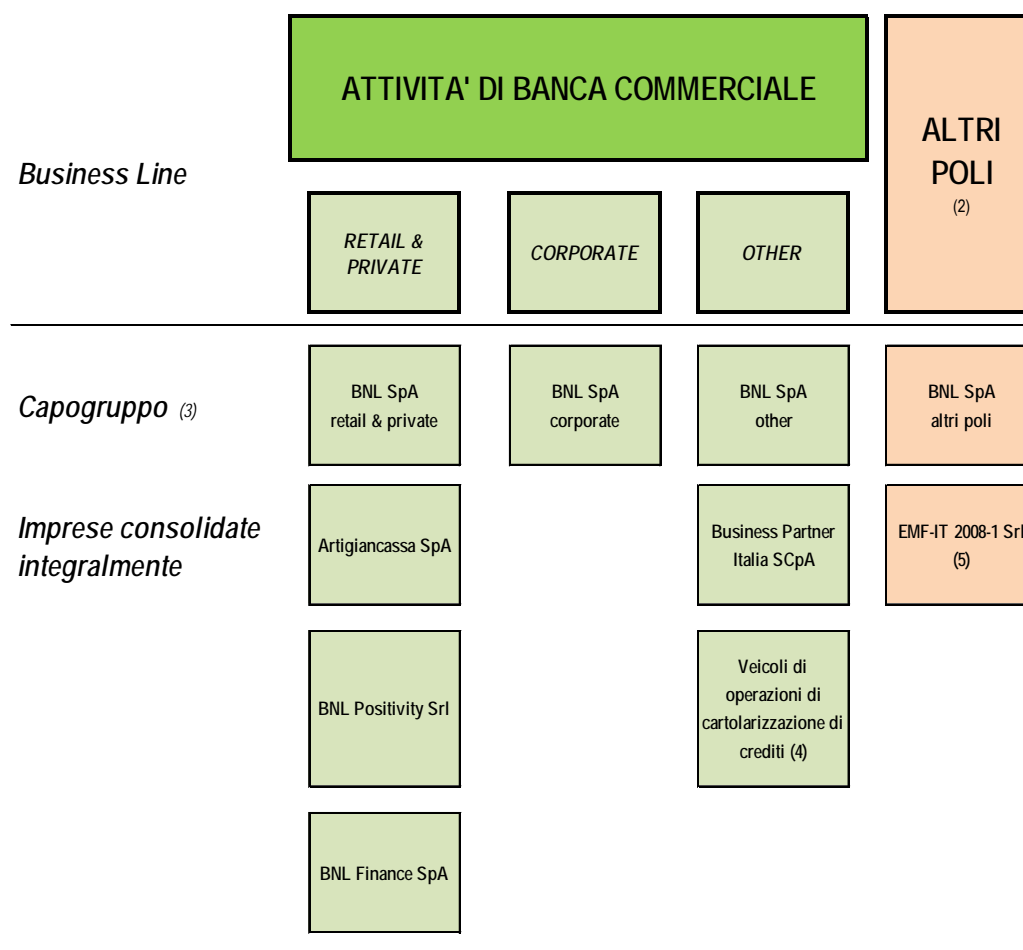 ATTIVITA' DI BANCA COMMERCIALE
ALTRI
POLI
(2)
Business Line
RETAIL &
PRIVATE
CORPORATE
OTHER
Capogruppo (3)
BNL SpA
retail & private
BNL SpA
corporate
BNL SpA
other
BNL SpA
altri poli
Imprese consolidate
integralmente
Artigiancassa SpA
Business Partner
Italia SCpA
EMF-IT 2008-1 Srl
(5)
BNL Positivity Srl
Veicoli di
operazioni di
cartolarizzazione di
crediti (4)
BNL Finance SpA